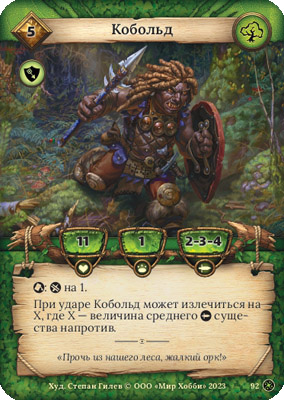 5
Кобольд
11
1
2-3-4
: на 1.
При ударе Кобольд может излечиться на
X, где X — величина среднего суще-
ства напротив.
3
«Прочь из нашего леса, жалкий орк!»
Худ. Степан Гилев © ООО «Мир Хобби» 2023
92